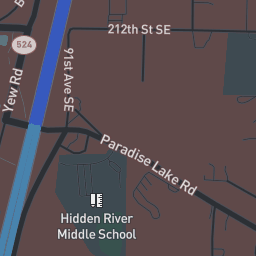 212th St SE
524
91st Ave SE
Yew Rd
Paradise Lake Rd
Hidden River
Middle School